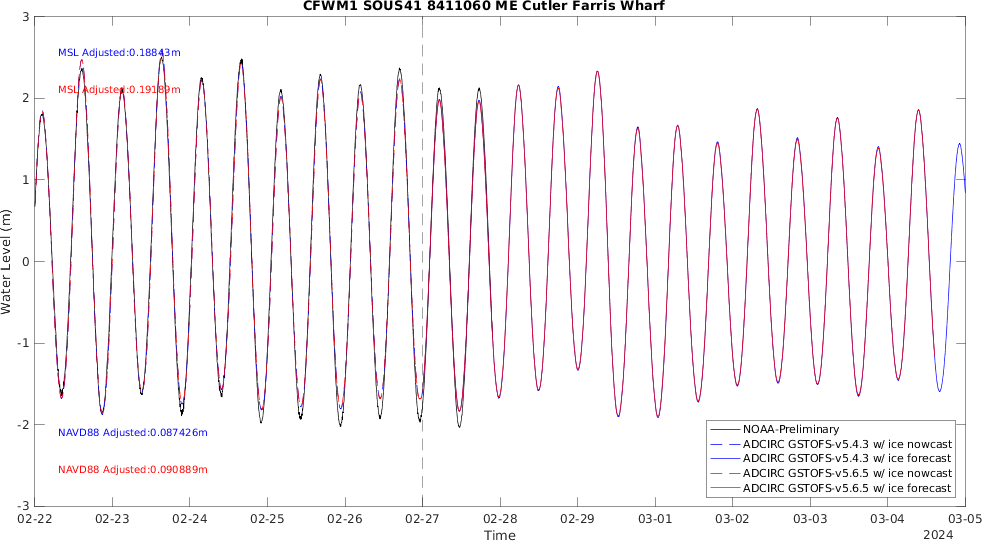 CFWM1 SOUS41 8411060 ME Cutler Farris Wharf
3
2
1
0
-1
-2
-3
Water Level (m)
MSL Adjusted:0.18843m
MSL Adjusted:0.19189m
NAVD88 Adjusted:0.087426m
NAVD88 Adjusted:0.090889m
NOAA-Preliminary
ADCIRC GSTOFS-v5.4.3 w/ ice nowcast
ADCIRC GSTOFS-v5.4.3 w/ ice forecast
ADCIRC GSTOFS-v5.6.5 w/ ice nowcast
ADCIRC GSTOFS-v5.6.5 w/ ice forecast
02-22 02-23 02-24 02-25 02-26 02-27 02-28 02-29 03-01 03-02 03-03 03-04 03-05
Time
2024